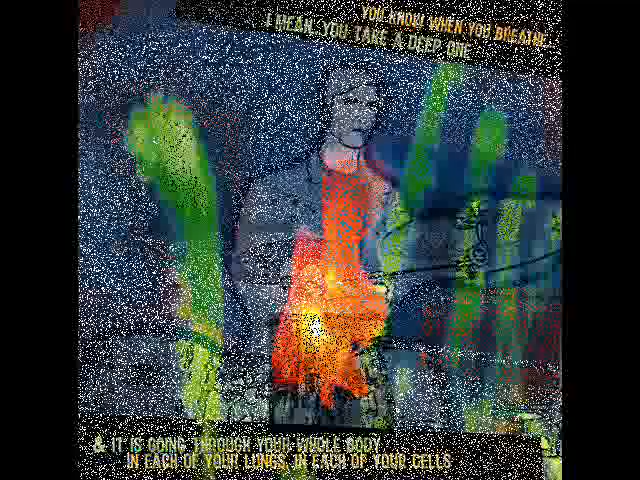 YOU KNOW WHEN YOU BREATHE
I MEAN, YOU TAKE A DEEP ONE
& IT IS GOING THROUGH YOUR WHOLE BODY
IN EACH OF YOUR LUNGS, IN EACH OF YOUR CELLS